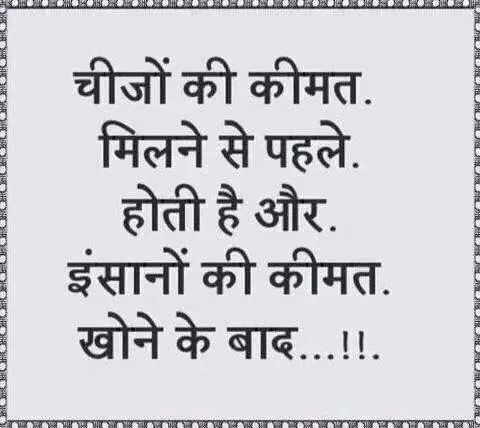 चीजों की कीमत.
मिलने से पहले.
होती है और.
इंसानों की कीमत.
खोने के बाद...!!.